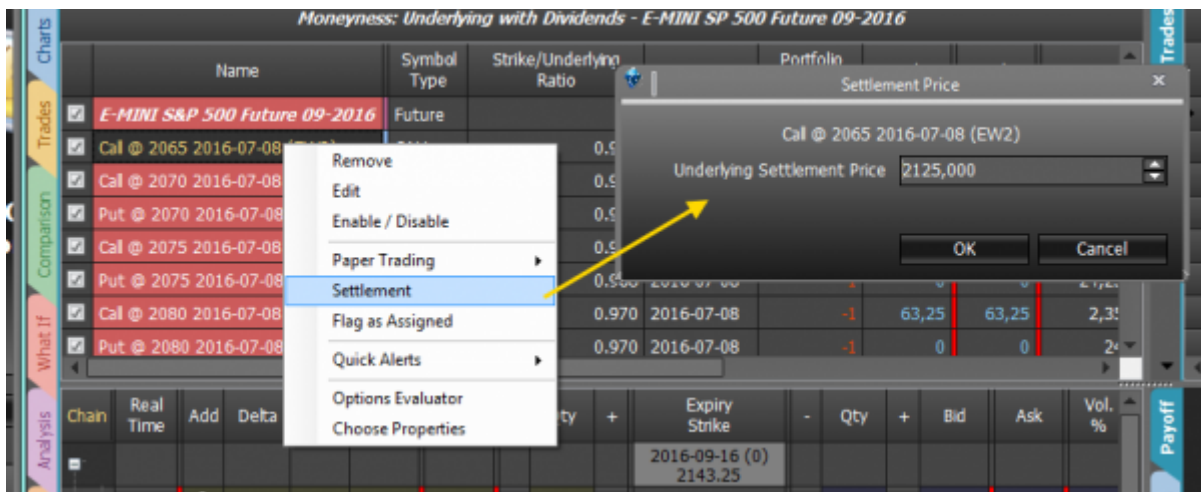 Moneyness: Underlying with Dividends - E-MINI SP 500 Future 09-2016
Charts
Trades
Comparison
What If
Analysis
Trades
Payoff
Name
Symbol Type
Strike/Underlying Ratio
Portfolio
E-MINI S&P 500 Future 09-2016 Future
Call @ 2065 2016-07-08 (EW2)
Call @ 2070 2016-07-08
Put @ 2070 2016-07-08
Call @ 2075 2016-07-08
Put @ 2075 2016-07-08
Call @ 2080 2016-07-08 0.970 2016-07-08 -1 63,25 63,25
Put @ 2080 2016-07-08 0.970 2016-07-08 -1 0 0
Remove
Edit
Enable / Disable
Paper Trading
Settlement
Flag as Assigned
Quick Alerts
Options Evaluator
Choose Properties
Settlement Price
Call @ 2065 2016-07-08 (EW2)
Underlying Settlement Price 2125,000
OK Cancel
Chain Real Time Add Delta + Expiry Strike - Qty + Bid Ask Vol. %
2016-09-16 (0)
2143.25